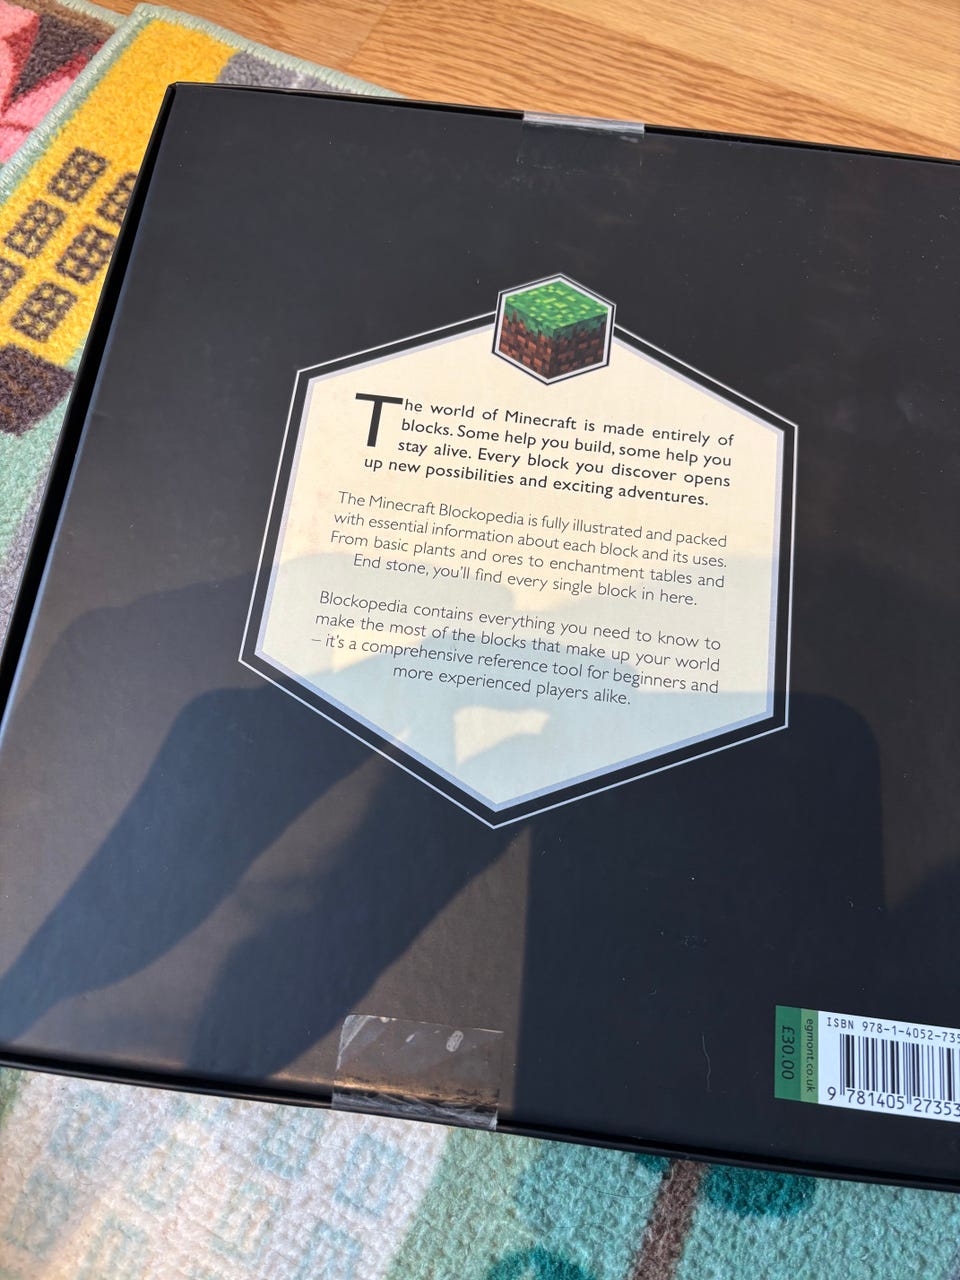 The world of Minecraft is made entirely of
blocks. Some help you build, some help you
stay alive. Every block you discover opens
up new possibilities and exciting adventures.
The Minecraft Blockopedia is fully illustrated and packed
with essential information about each block and its uses.
From basic plants and ores to enchantment tables and
End stone, you'll find every single block in here.
Blockopedia contains everything you need to know to
make the most of the blocks that make up your world
– it's a comprehensive reference tool for beginners and
more experienced players alike.
£30.00
egmont.co.uk
ISBN 978-1-4052-735
9 781405 27353